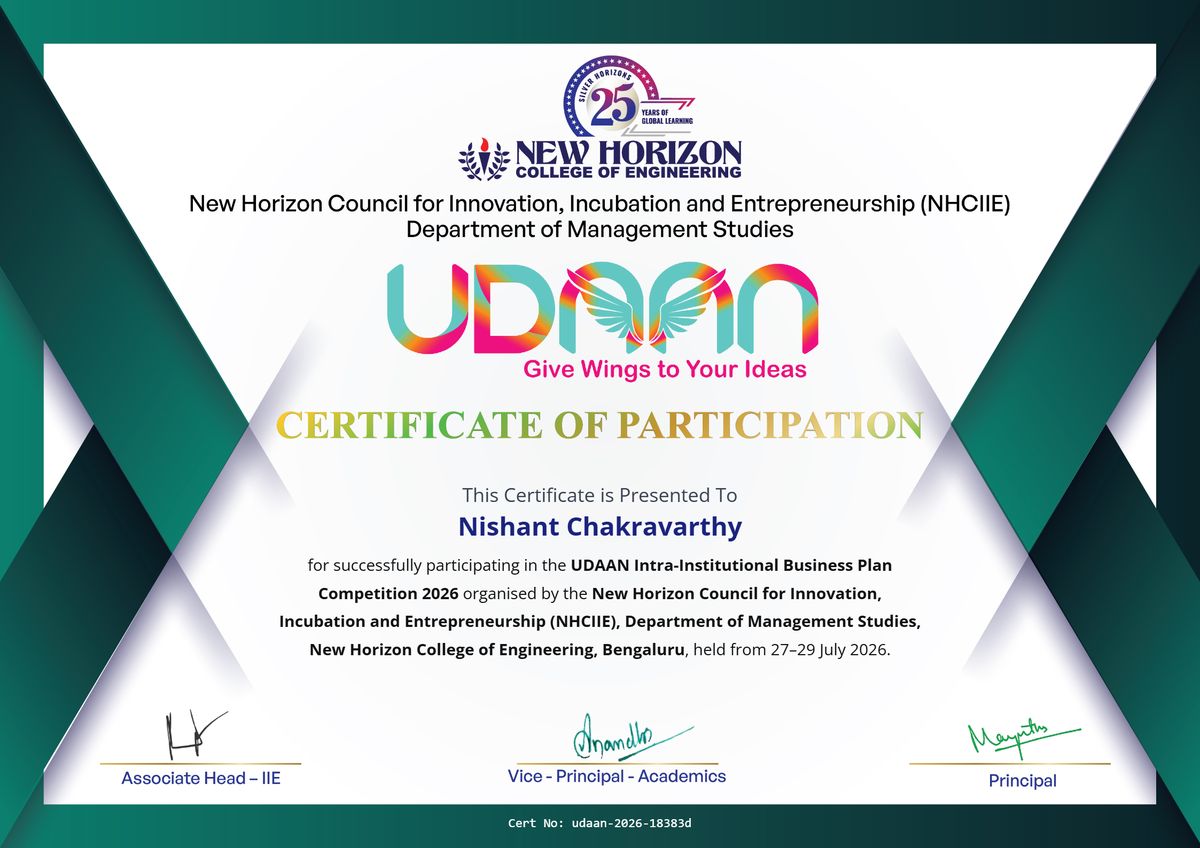 SILVER HORIZONS
25
YEARS OF
GLOBAL LEARNING
NEW HORIZON
COLLEGE OF ENGINEERING
New Horizon Council for Innovation, Incubation and Entrepreneurship (NHCIIE)
Department of Management Studies
UDAAN
Give Wings to Your Ideas
CERTIFICATE OF PARTICIPATION
This Certificate is Presented To
Nishant Chakravarthy
for successfully participating in the UDAAN Intra-Institutional Business Plan
Competition 2026 organised by the New Horizon Council for Innovation,
Incubation and Entrepreneurship (NHCIIE), Department of Management Studies,
New Horizon College of Engineering, Bengaluru, held from 27–29 July 2026.
Associate Head – IIE
Vice - Principal - Academics
Principal
Cert No: udaan-2026-18383d